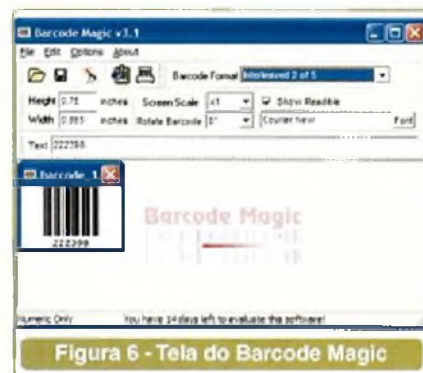 Barcode Magic v3.1
File Edit Options About
Barcode Format Interleaved 2 of 5
Height 0.75 inches Screen Scale x1 Show Readible
Width 0.885 inches Rotate Barcode 0° Courier New Font
Text 222398
Barcode_1
222398
Barcode Magic
Numeric Only You have 14 days left to evaluate this software!
Figura 6 - Tela do Barcode Magic